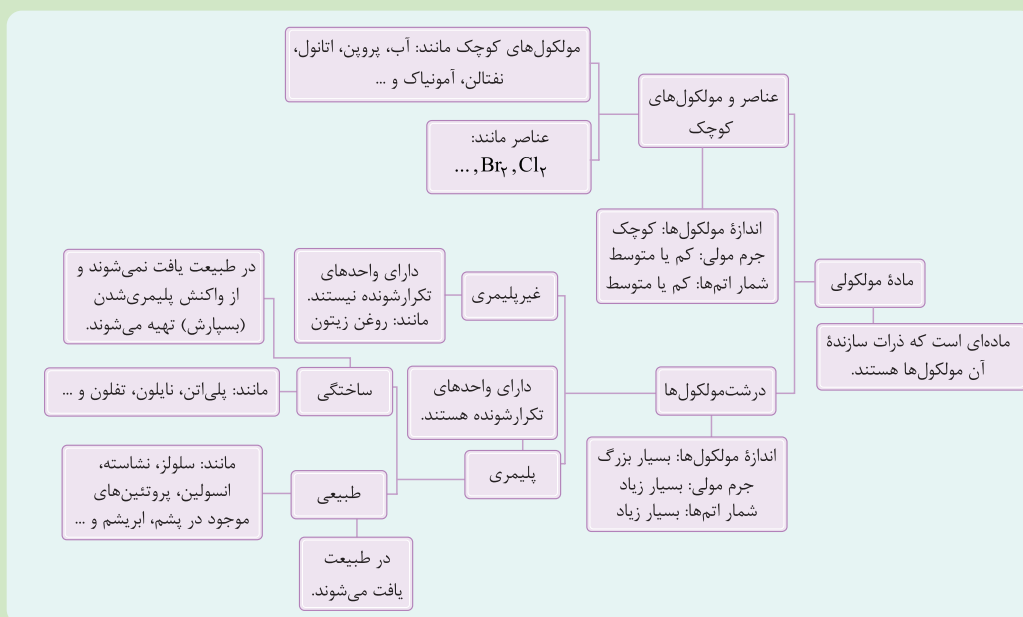 مولکول‌های کوچک مانند: آب، پروپن، اتانول،
نفتالن، آمونیاک و ...
عناصر و مولکول‌های
کوچک
عناصر مانند:
... , Br₂ , Cl₂
اندازهٔ مولکول‌ها: کوچک
جرم مولی: کم یا متوسط
شمار اتم‌ها: کم یا متوسط
مادهٔ مولکولی
ماده‌ای است که ذرات سازندهٔ
آن مولکول‌ها هستند.
درشت‌مولکول‌ها
اندازهٔ مولکول‌ها: بسیار بزرگ
جرم مولی: بسیار زیاد
شمار اتم‌ها: بسیار زیاد
غیرپلیمری
دارای واحدهای
تکرارشونده نیستند.
مانند: روغن زیتون
دارای واحدهای
تکرارشونده هستند.
پلیمری
در طبیعت یافت نمی‌شوند و
از واکنش پلیمری‌شدن
(بسپارش) تهیه می‌شوند.
ساختگی
مانند: پلی‌اتن، نایلون، تفلون و ...
طبیعی
مانند: سلولز، نشاسته،
انسولین، پروتئین‌های
موجود در پشم، ابریشم و ...
در طبیعت
یافت می‌شوند.